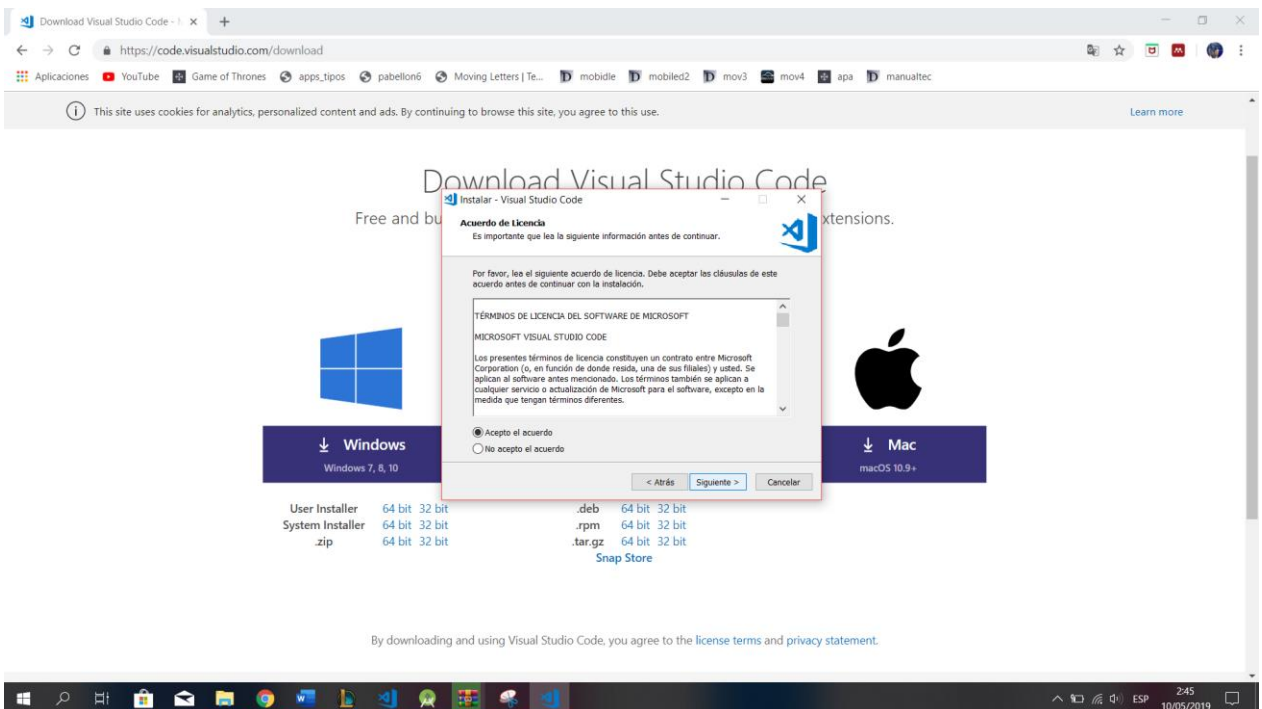 Download Visual Studio Code - 
https://code.visualstudio.com/download
Aplicaciones YouTube Game of Thrones apps_tipos pabellon6 Moving Letters | Te... mobidle mobiled2 mov3 mov4 apa manualtec
This site uses cookies for analytics, personalized content and ads. By continuing to browse this site, you agree to this use. Learn more
Download Visual Studio Code
Free and bu
xtensions.
Instalar - Visual Studio Code
Acuerdo de Licencia
Es importante que lea la siguiente información antes de continuar.
Por favor, lea el siguiente acuerdo de licencia. Debe aceptar las cláusulas de este
acuerdo antes de continuar con la instalación.
TÉRMINOS DE LICENCIA DEL SOFTWARE DE MICROSOFT
MICROSOFT VISUAL STUDIO CODE
Los presentes términos de licencia constituyen un contrato entre Microsoft
Corporation (o, en función de donde resida, una de sus filiales) y usted. Se
aplican al software antes mencionado. Los términos también se aplican a
cualquier servicio o actualización de Microsoft para el software, excepto en la
medida que tengan términos diferentes.
Acepto el acuerdo
No acepto el acuerdo
< Atrás Siguiente > Cancelar
Windows
Windows 7, 8, 10
Mac
macOS 10.9+
User Installer 64 bit 32 bit
System Installer 64 bit 32 bit
.zip 64 bit 32 bit
.deb 64 bit 32 bit
.rpm 64 bit 32 bit
.tar.gz 64 bit 32 bit
Snap Store
By downloading and using Visual Studio Code, you agree to the license terms and privacy statement.
ESP
2:45
10/05/2019